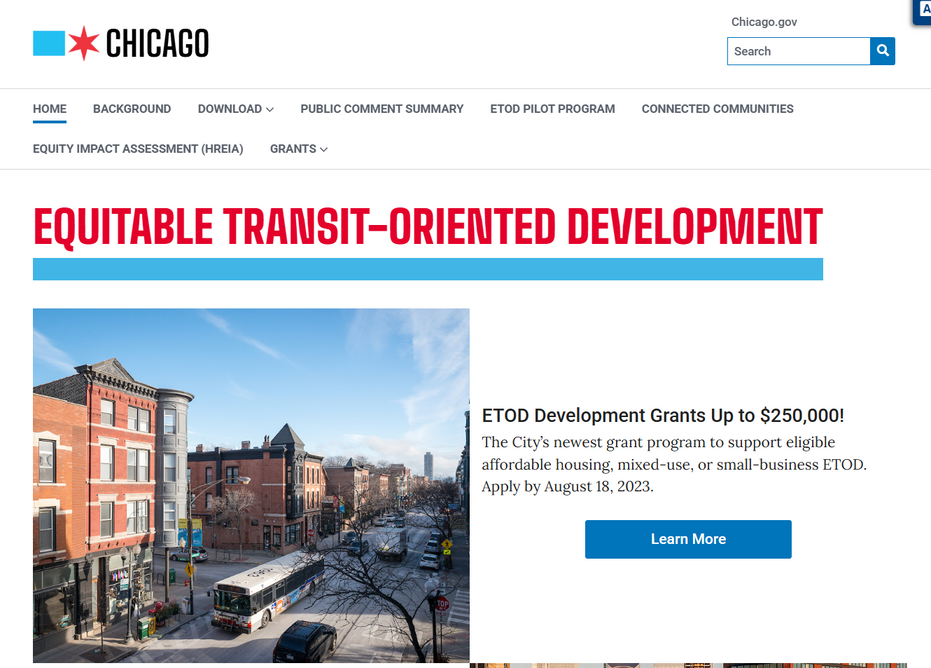 Chicago.gov
A
CHICAGO
Search
HOME BACKGROUND DOWNLOAD PUBLIC COMMENT SUMMARY ETOD PILOT PROGRAM CONNECTED COMMUNITIES
EQUITY IMPACT ASSESSMENT (HREIA) GRANTS
EQUITABLE TRANSIT-ORIENTED DEVELOPMENT
ETOD Development Grants Up to $250,000!
The City’s newest grant program to support eligible
affordable housing, mixed-use, or small-business ETOD.
Apply by August 18, 2023.
Learn More
STOP